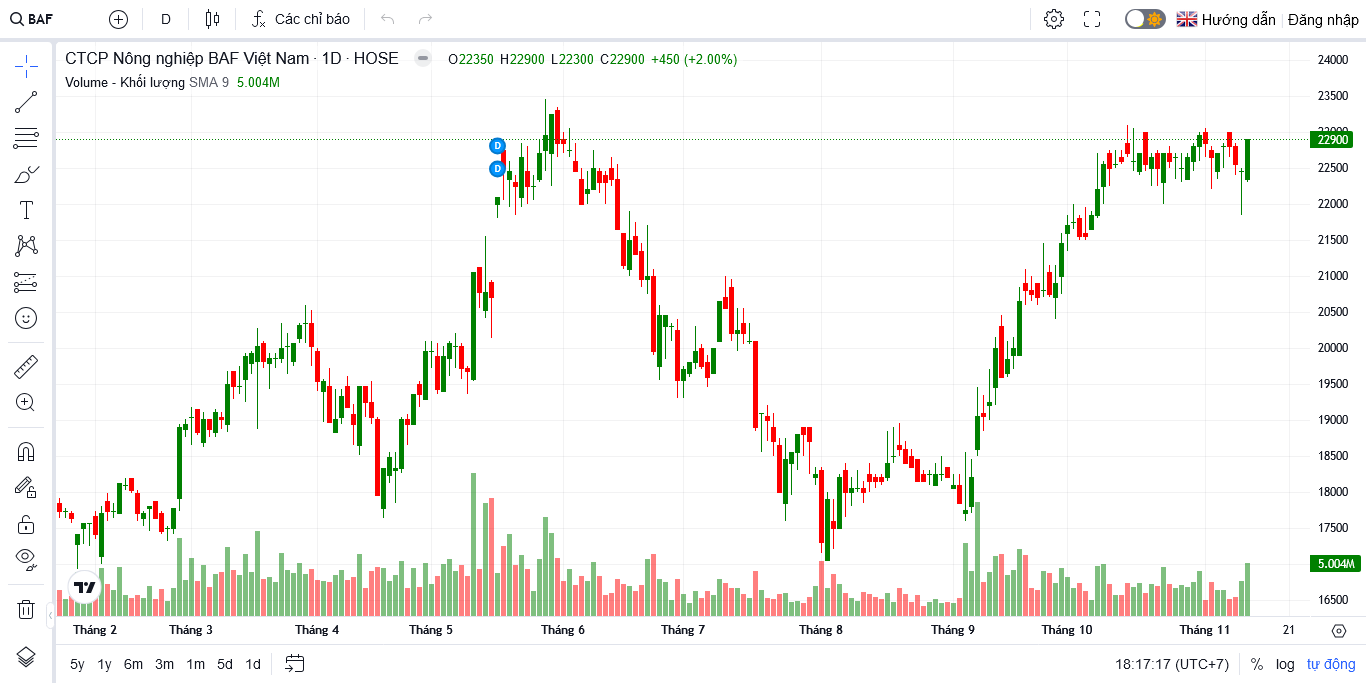 BAF D Các chỉ báo Hướng dẫn Đăng nhập
CTCP Nông nghiệp BAF Việt Nam · 1D · HOSE O22350 H22900 L22300 C22900 +450 (+2.00%)
Volume - Khối lượng SMA 9 5.004M
24000
23500
23000
22900
22500
22000
21500
21000
20500
20000
19500
19000
18500
18000
17500
5.004M
16500
D
D
Tháng 2 Tháng 3 Tháng 4 Tháng 5 Tháng 6 Tháng 7 Tháng 8 Tháng 9 Tháng 10 Tháng 11 21
5y 1y 6m 3m 1m 5d 1d 18:17:17 (UTC+7) % log tự động